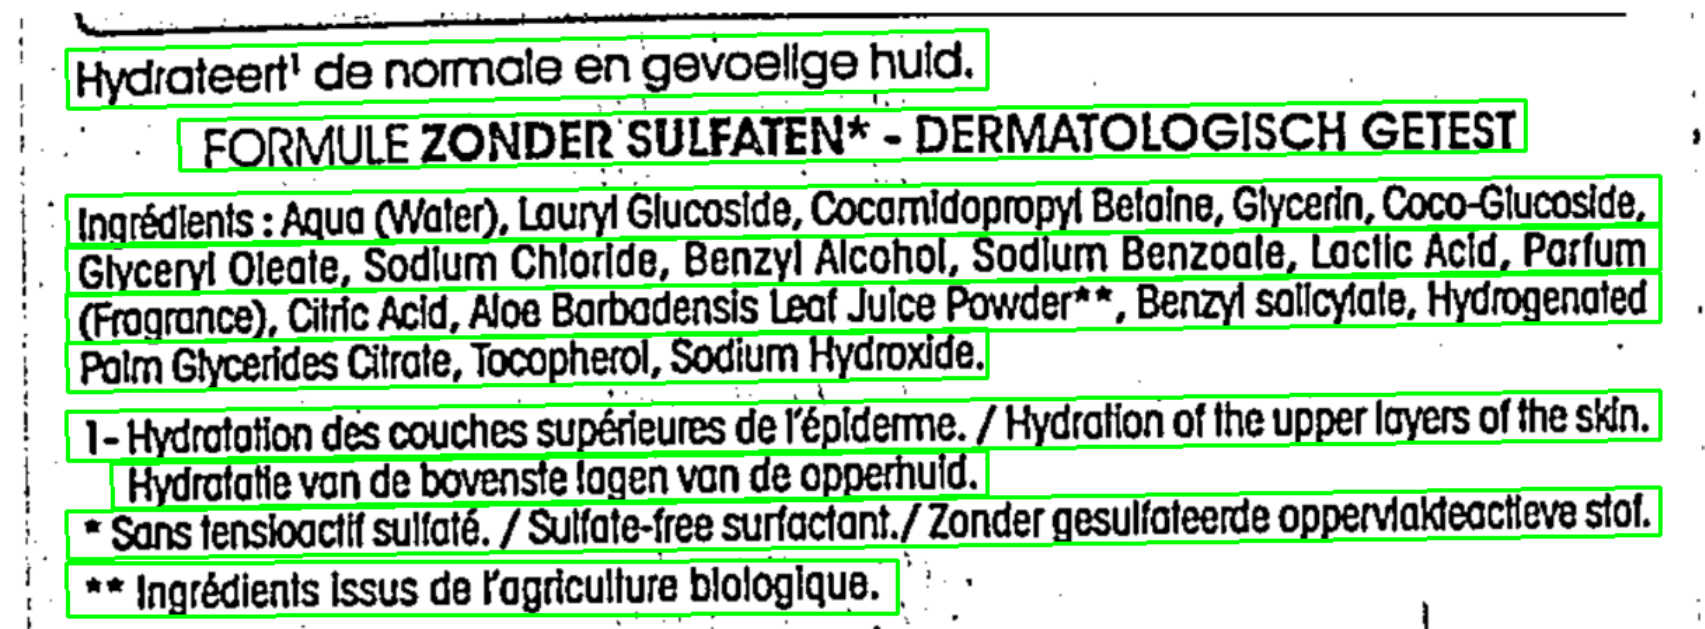 Hydrateert¹ de normale en gevoelige huid.
FORMULE ZONDER SULFATEN* - DERMATOLOGISCH GETEST
Ingrédients : Aqua (Water), Lauryl Glucoside, Cocamidopropyl Betaine, Glycerin, Coco-Glucoside,
Glyceryl Oleate, Sodium Chloride, Benzyl Alcohol, Sodium Benzoate, Lactic Acid, Parfum
(Fragrance), Citric Acid, Aloe Barbadensis Leaf Juice Powder**, Benzyl salicylate, Hydrogenated
Palm Glycerides Citrate, Tocopherol, Sodium Hydroxide.
1- Hydratation des couches supérieures de l'épiderme. / Hydration of the upper layers of the skin.
Hydratatie van de bovenste lagen van de opperhuid.
* Sans tensioactif sulfaté. / Sulfate-free surfactant./ Zonder gesulfateerde oppervlakteactieve stof.
** Ingrédients issus de l'agriculture biologique.